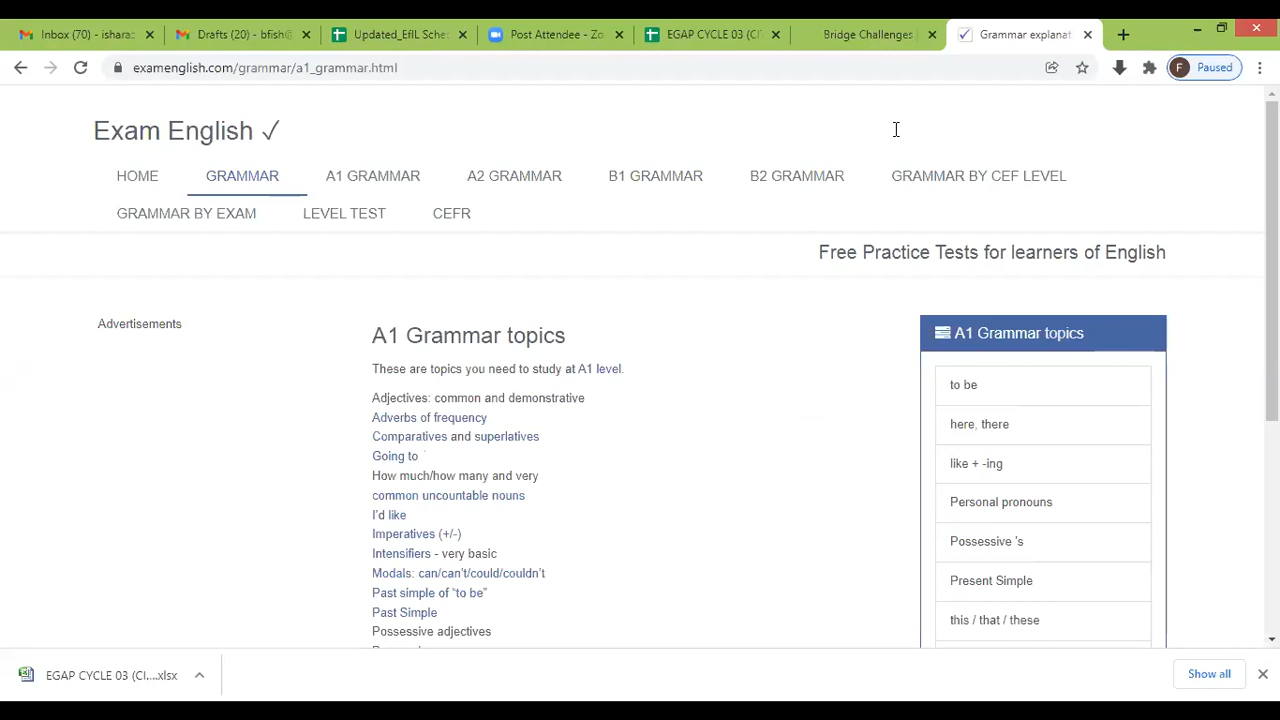 Inbox (70) - ishara:
Drafts (20) - bfish@
Updated_EfIL Sche
Post Attendee - Zo
EGAP CYCLE 03 (CI
Bridge Challenges
Grammar explanat
examenglish.com/grammar/a1_grammar.html
F
Paused
Exam English ✓
HOME
GRAMMAR
A1 GRAMMAR
A2 GRAMMAR
B1 GRAMMAR
B2 GRAMMAR
GRAMMAR BY CEF LEVEL
GRAMMAR BY EXAM
LEVEL TEST
CEFR
Free Practice Tests for learners of English
Advertisements
A1 Grammar topics
These are topics you need to study at A1 level.
Adjectives: common and demonstrative
Adverbs of frequency
Comparatives and superlatives
Going to
How much/how many and very
common uncountable nouns
I'd like
Imperatives (+/-)
Intensifiers - very basic
Modals: can/can't/could/couldn't
Past simple of “to be”
Past Simple
Possessive adjectives
A1 Grammar topics
to be
here, there
like + -ing
Personal pronouns
Possessive 's
Present Simple
this / that / these
EGAP CYCLE 03 (CI....xlsx
Show all